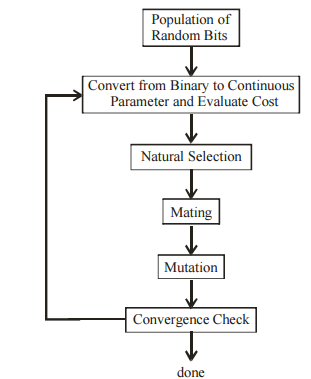 Population of
Random Bits
Convert from Binary to Continuous
Parameter and Evaluate Cost
Natural Selection
Mating
Mutation
Convergence Check
done